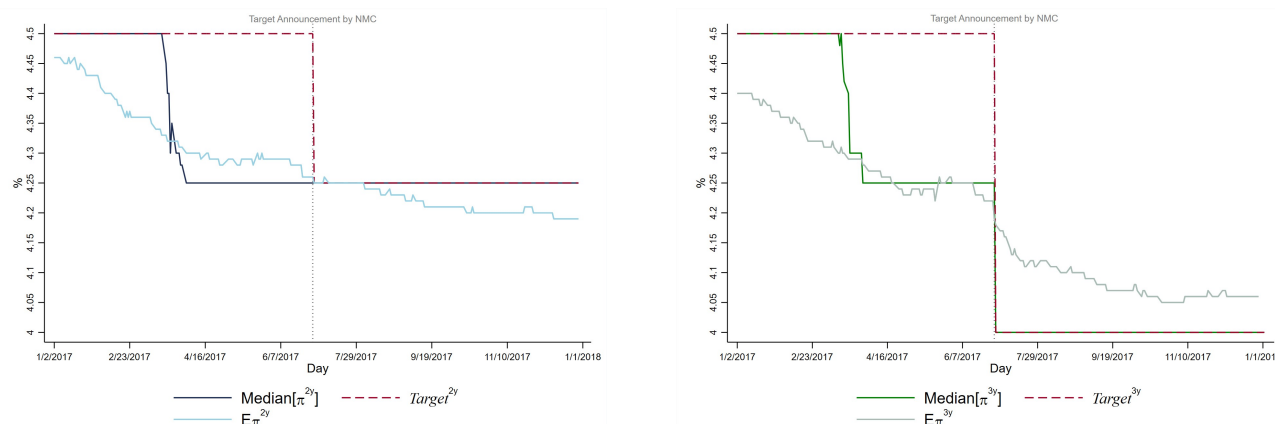 Target Announcement by NMC
4.5
4.45
4.4
4.35
4.3
4.25
4.2
4.15
4.1
4.05
4
%
1/2/2017 2/23/2017 4/16/2017 6/7/2017 7/29/2017 9/19/2017 11/10/2017 1/1/2018
Day
Median[π^2y] Target^2y
Eπ^2y
Target Announcement by NMC
4.5
4.45
4.4
4.35
4.3
4.25
4.2
4.15
4.1
4.05
4
%
1/2/2017 2/23/2017 4/16/2017 6/7/2017 7/29/2017 9/19/2017 11/10/2017 1/1/201
Day
Median[π^3y] Target^3y
Eπ^3y